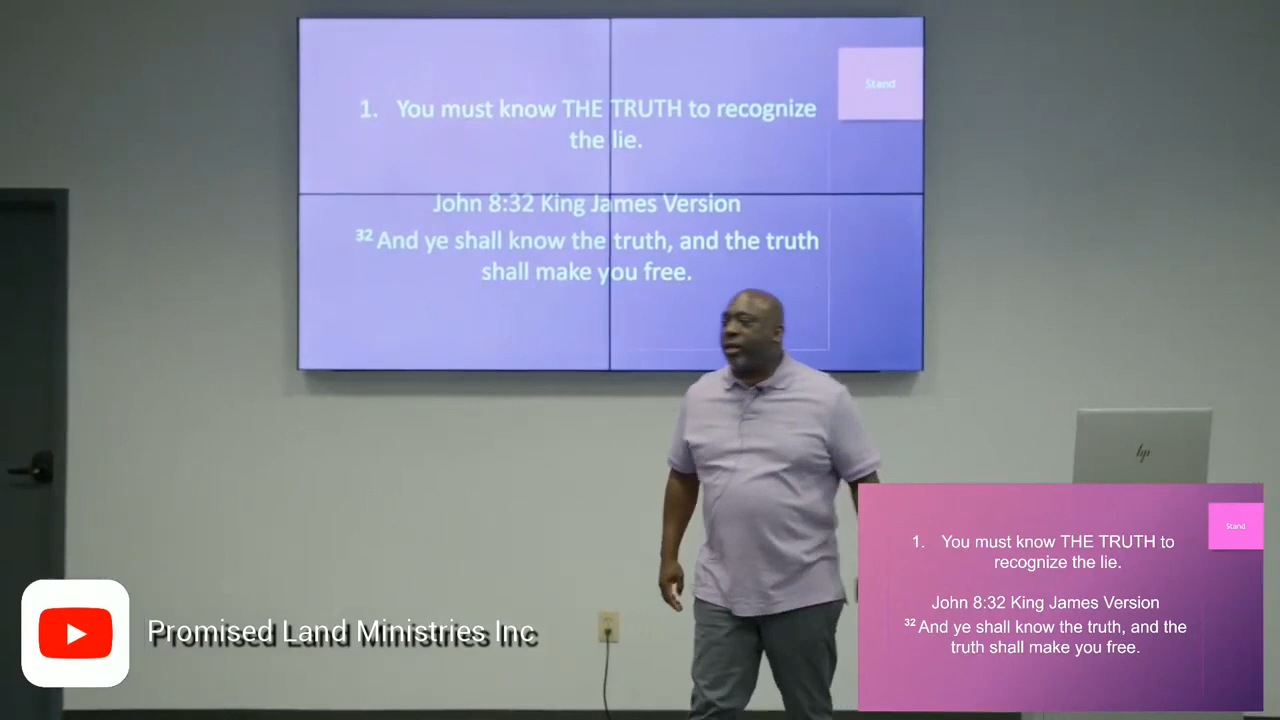 Stand
1. You must know THE TRUTH to recognize
the lie.
John 8:32 King James Version
32 And ye shall know the truth, and the truth
shall make you free.
hp
Stand
1. You must know THE TRUTH to
recognize the lie.
John 8:32 King James Version
32 And ye shall know the truth, and the
truth shall make you free.
Promised Land Ministries Inc